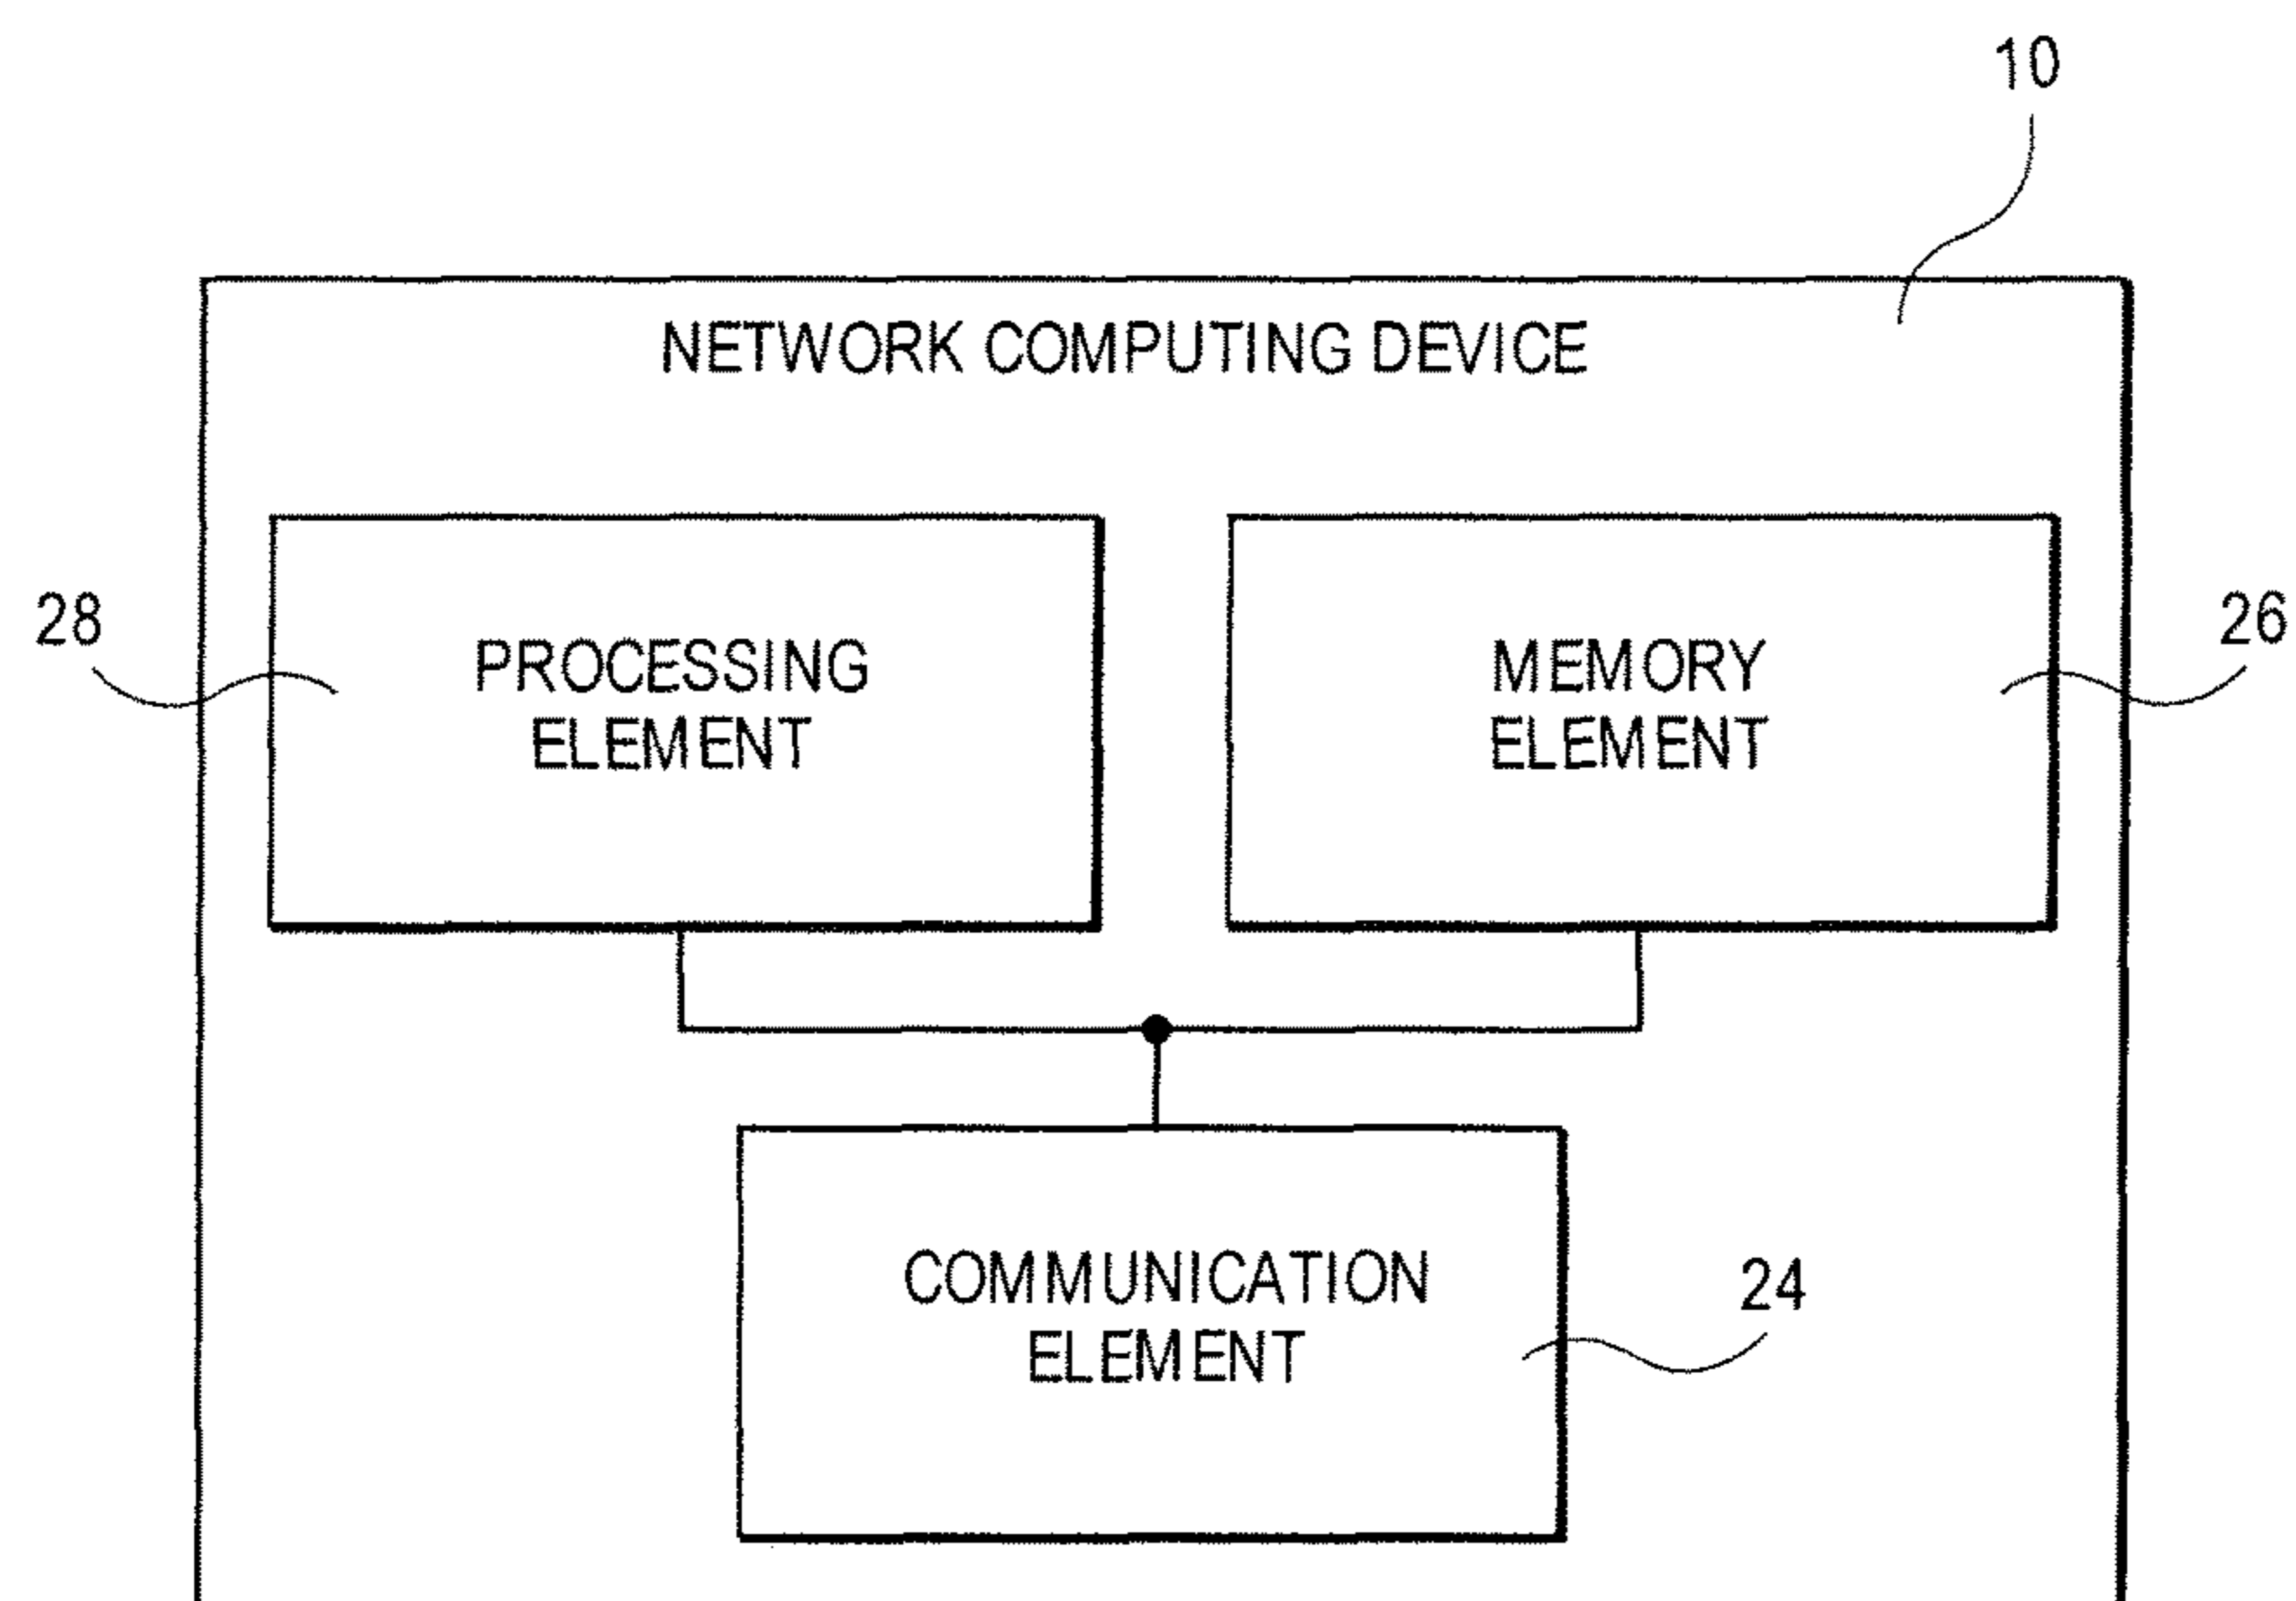 10
NETWORK COMPUTING DEVICE
28
PROCESSING
ELEMENT
MEMORY
ELEMENT
26
COMMUNICATION
ELEMENT
24